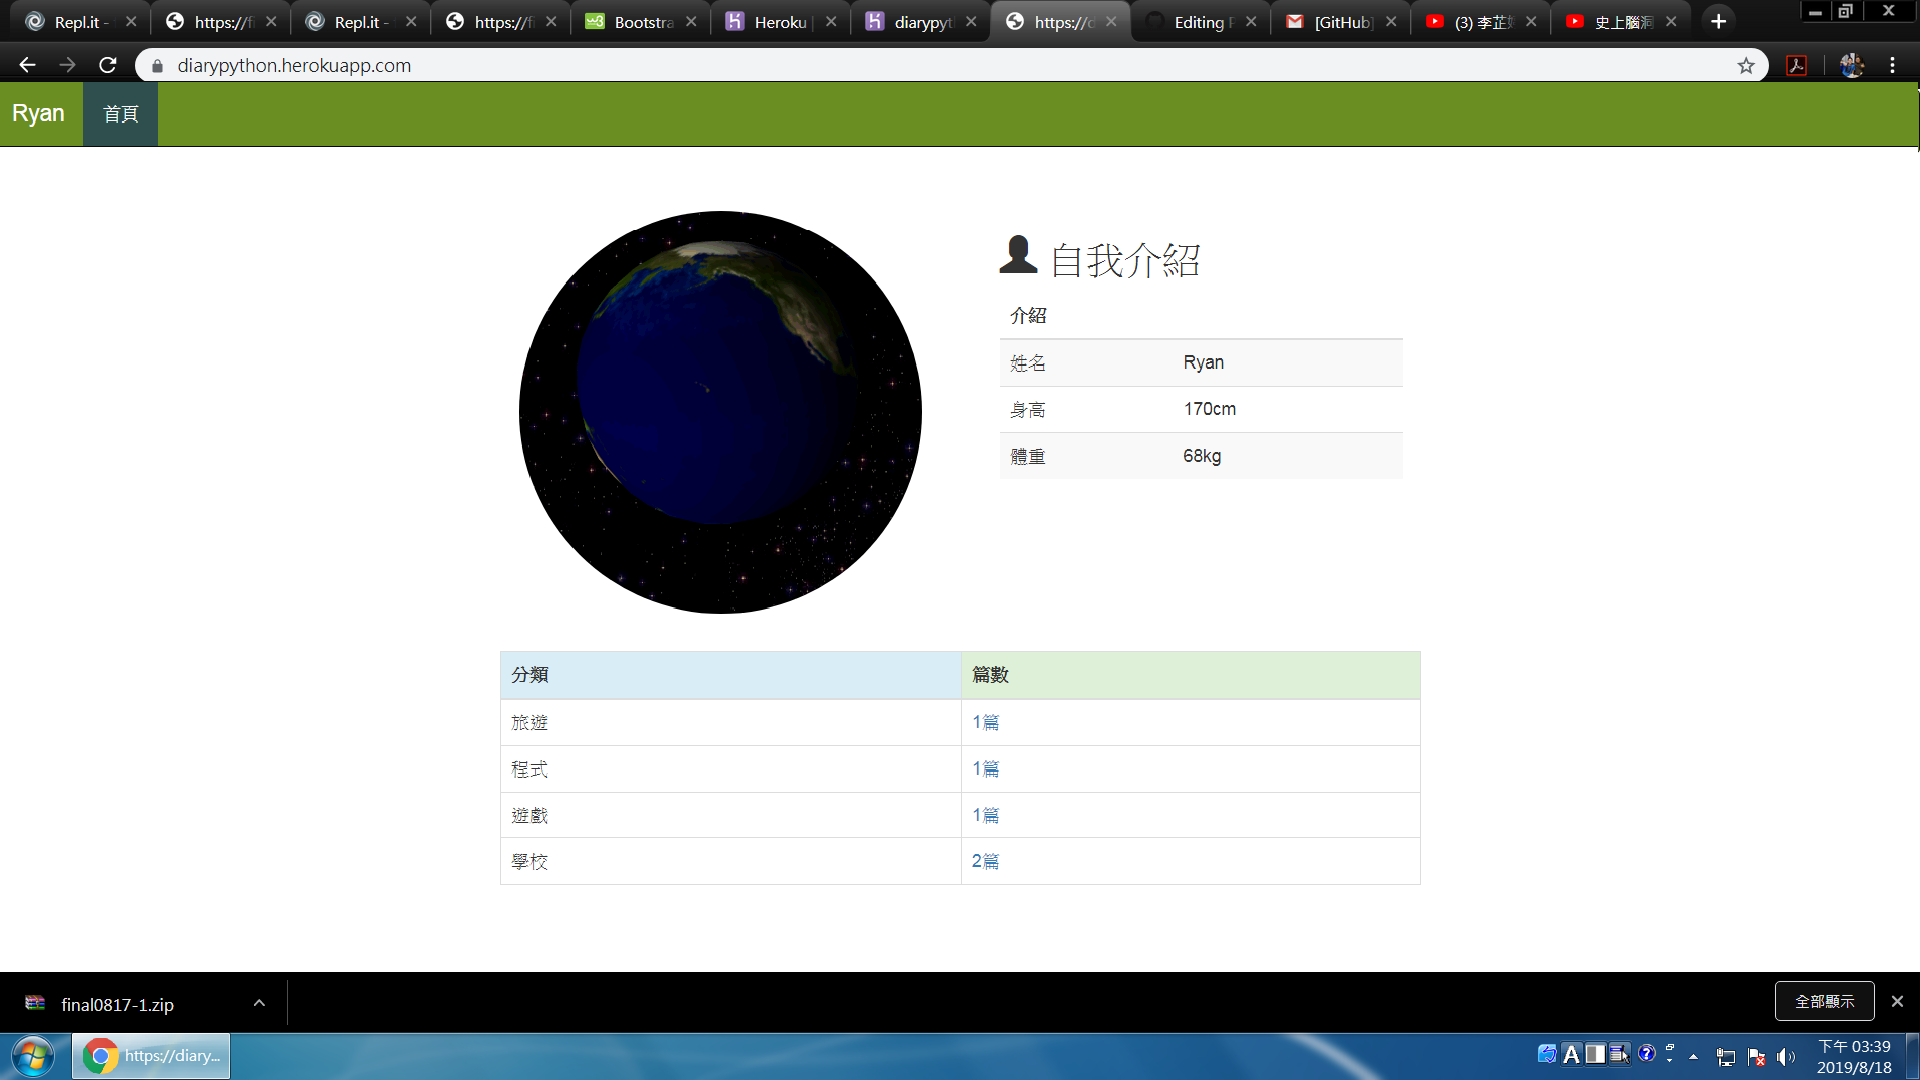 Repl.it -
https://fi
Repl.it -
https://fi
Bootstra
Heroku
diarypyt
https://d
Editing P
[GitHub]
史上腦洞
diarypython.herokuapp.com
Ryan 首頁
自我介紹
介紹
姓名 Ryan
身高 170cm
體重 68kg
分類 篇數
旅遊 1篇
程式 1篇
遊戲 1篇
學校 2篇
final0817-1.zip
全部顯示
https://diary...
A
下午 03:39
2019/8/18